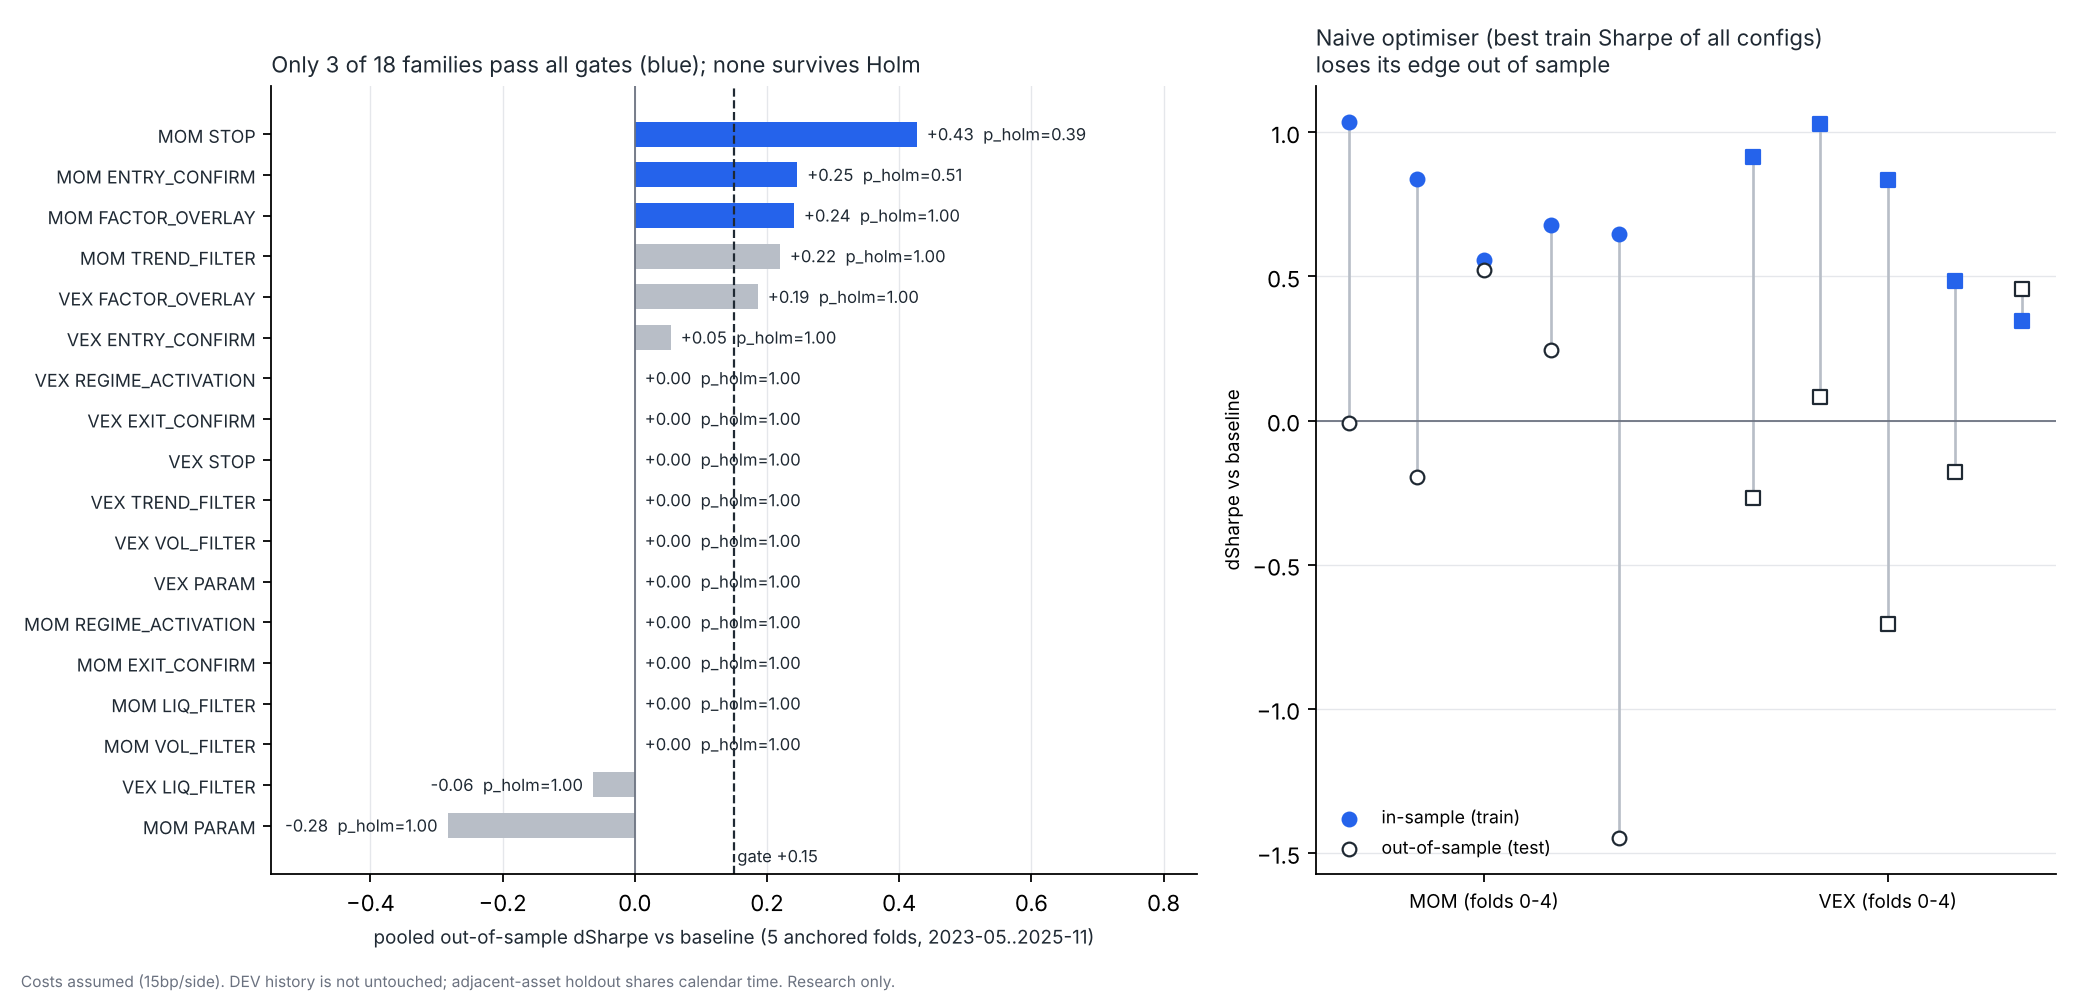 Only 3 of 18 families pass all gates (blue); none survives Holm
MOM STOP
+0.43 p_holm=0.39
MOM ENTRY_CONFIRM
+0.25 p_holm=0.51
MOM FACTOR_OVERLAY
+0.24 p_holm=1.00
MOM TREND_FILTER
+0.22 p_holm=1.00
VEX FACTOR_OVERLAY
+0.19 p_holm=1.00
VEX ENTRY_CONFIRM
+0.05 p_holm=1.00
VEX REGIME_ACTIVATION
+0.00 p_holm=1.00
VEX EXIT_CONFIRM
+0.00 p_holm=1.00
VEX STOP
+0.00 p_holm=1.00
VEX TREND_FILTER
+0.00 p_holm=1.00
VEX VOL_FILTER
+0.00 p_holm=1.00
VEX PARAM
+0.00 p_holm=1.00
MOM REGIME_ACTIVATION
+0.00 p_holm=1.00
MOM EXIT_CONFIRM
+0.00 p_holm=1.00
MOM LIQ_FILTER
+0.00 p_holm=1.00
MOM VOL_FILTER
+0.00 p_holm=1.00
VEX LIQ_FILTER
-0.06 p_holm=1.00
MOM PARAM
-0.28 p_holm=1.00
gate +0.15
−0.4 −0.2 0.0 0.2 0.4 0.6 0.8
pooled out-of-sample dSharpe vs baseline (5 anchored folds, 2023-05..2025-11)
Naive optimiser (best train Sharpe of all configs)
loses its edge out of sample
dSharpe vs baseline
1.0
0.5
0.0
−0.5
−1.0
−1.5
in-sample (train)
out-of-sample (test)
MOM (folds 0-4)
VEX (folds 0-4)
Costs assumed (15bp/side). DEV history is not untouched; adjacent-asset holdout shares calendar time. Research only.